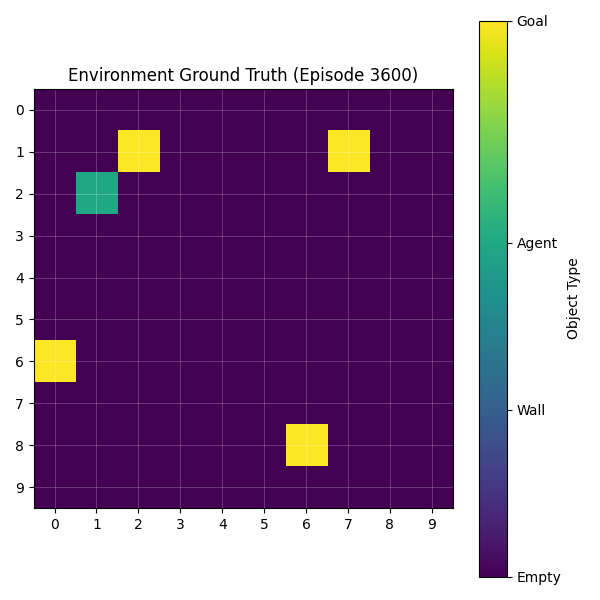 Environment Ground Truth (Episode 3600)
0
1
2
3
4
5
6
7
8
9
0 1 2 3 4 5 6 7 8 9
Goal
Agent
Wall
Empty
Object Type